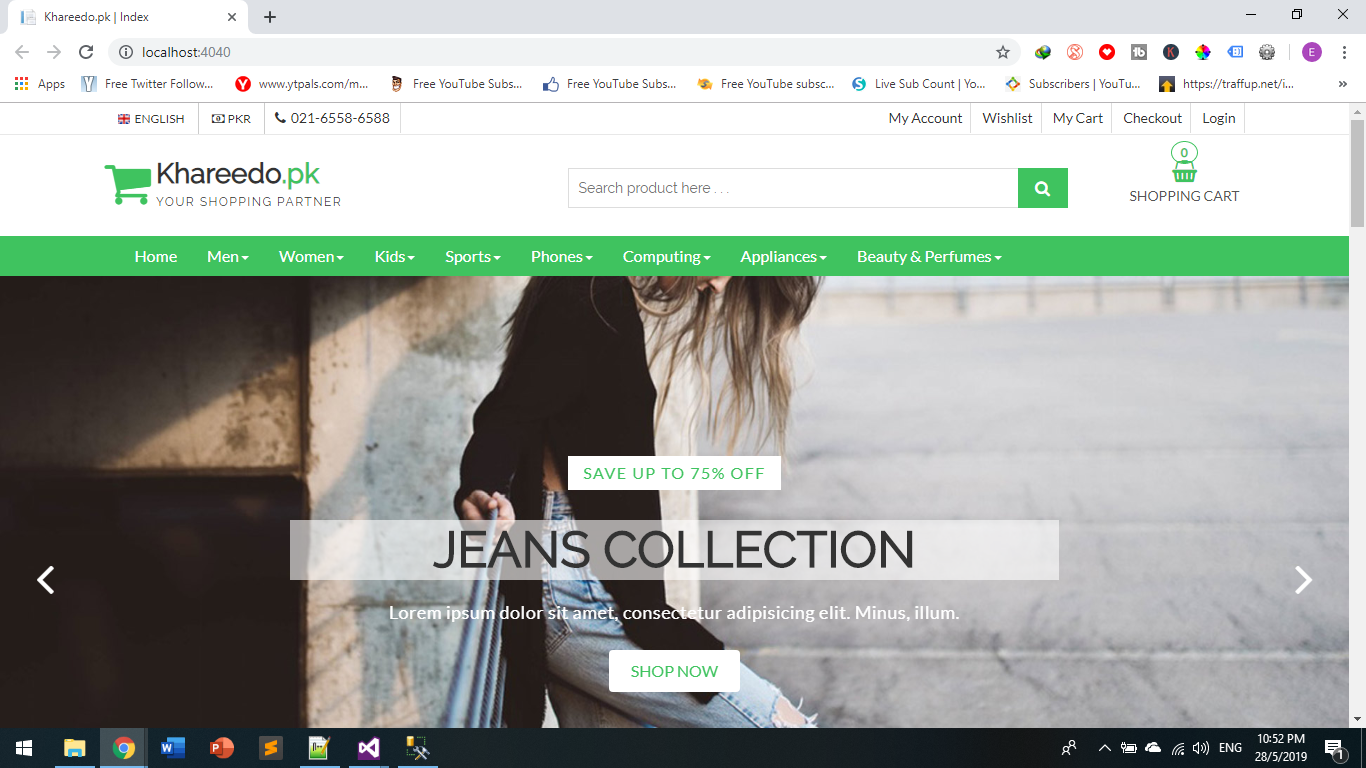 Khareedo.pk | Index
localhost:4040
E
Apps Free Twitter Follow... www.ytpals.com/m... Free YouTube Subs... Free YouTube Subs... Free YouTube subsc... Live Sub Count | Yo... Subscribers | YouTu... https://traffup.net/i... »
ENGLISH PKR 021-6558-6588 My Account Wishlist My Cart Checkout Login
0
Khareedo.pk
YOUR SHOPPING PARTNER
Search product here . . .
SHOPPING CART
Home Men Women Kids Sports Phones Computing Appliances Beauty & Perfumes
SAVE UP TO 75% OFF
JEANS COLLECTION
Lorem ipsum dolor sit amet, consectetur adipisicing elit. Minus, illum.
SHOP NOW
ENG
10:52 PM
28/5/2019
1